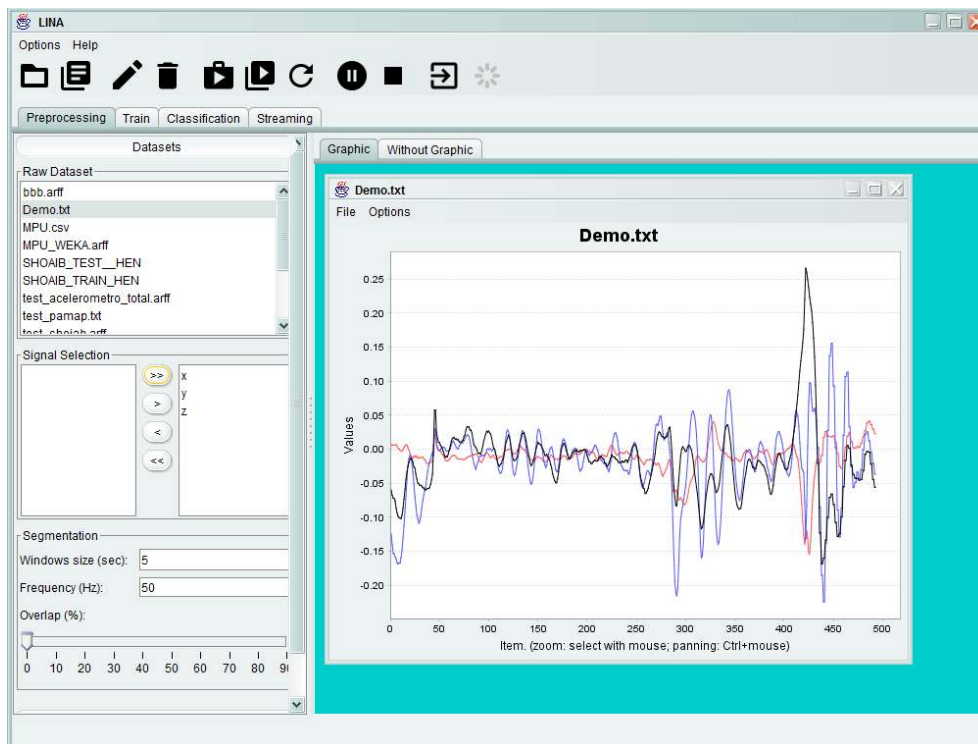 LINA
Options Help
Preprocessing Train Classification Streaming
Datasets
Raw Dataset
bbb.arff
Demo.txt
MPU.csv
MPU_WEKA.arff
SHOAIB_TEST__HEN
SHOAIB_TRAIN_HEN
test_acelerometro_total.arff
test_pamap.txt
test_shoiab.arff
Signal Selection
>>
>
<
<<
x
y
z
Segmentation
Windows size (sec): 5
Frequency (Hz): 50
Overlap (%):
0 10 20 30 40 50 60 70 80 90
Graphic Without Graphic
Demo.txt
File Options
Demo.txt
Values
0.25
0.20
0.15
0.10
0.05
0.00
-0.05
-0.10
-0.15
-0.20
0 50 100 150 200 250 300 350 400 450 500
Item. (zoom: select with mouse; panning: Ctrl+mouse)